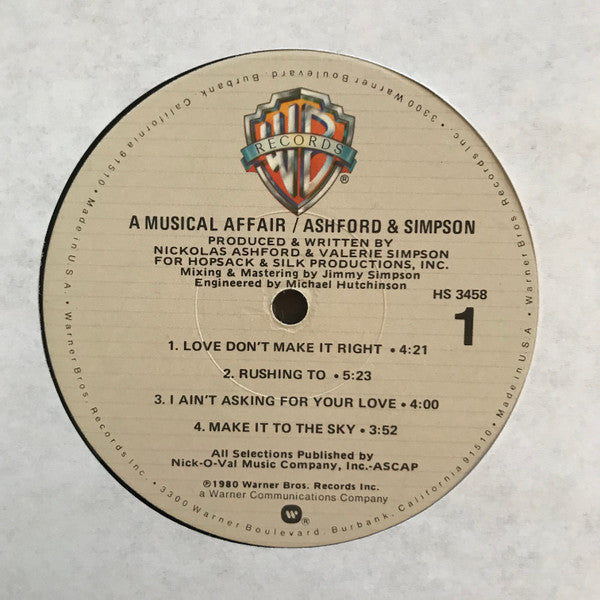 WB
RECORDS
®
A MUSICAL AFFAIR / ASHFORD & SIMPSON
PRODUCED & WRITTEN BY
NICKOLAS ASHFORD & VALERIE SIMPSON
FOR HOPSACK & SILK PRODUCTIONS, INC.
Mixing & Mastering by Jimmy Simpson
Engineered by Michael Hutchinson
HS 3458
1
1. LOVE DON'T MAKE IT RIGHT • 4:21
2. RUSHING TO • 5:23
3. I AIN'T ASKING FOR YOUR LOVE • 4:00
4. MAKE IT TO THE SKY • 3:52
All Selections Published by
Nick-O-Val Music Company, Inc.-ASCAP
℗1980 Warner Bros. Records Inc.
a Warner Communications Company
W®
Warner Bros. Records Inc. • 3300 Warner Boulevard, Burbank, California 91510 • Made in U.S.A. • Warner Bros. Records Inc. • 3300 Warner Boulevard, Burbank, California 91510 • Made in U.S.A. •